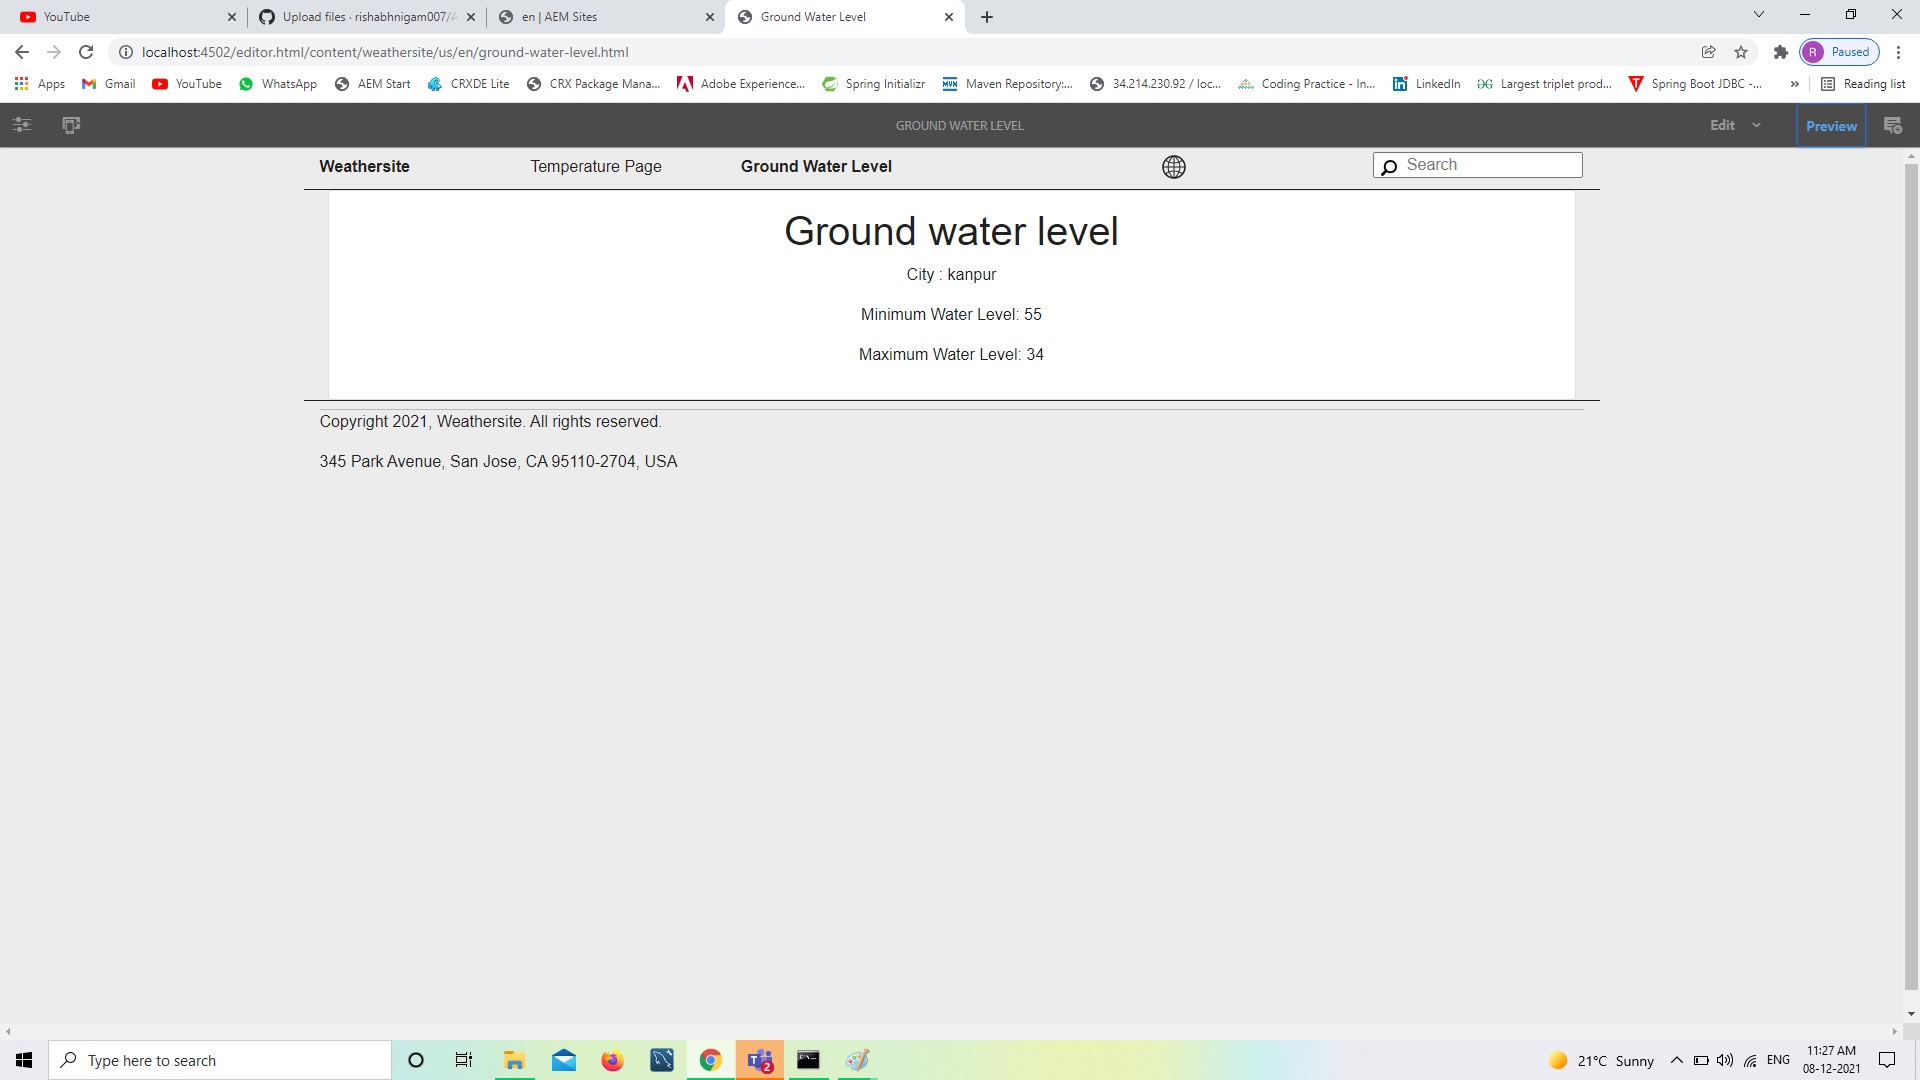 YouTube
Upload files · rishabhnigam007/A
en | AEM Sites
Ground Water Level
localhost:4502/editor.html/content/weathersite/us/en/ground-water-level.html
R Paused
Apps Gmail YouTube WhatsApp AEM Start CRXDE Lite CRX Package Mana... Adobe Experience... Spring Initializr Maven Repository:... 34.214.230.92 / loc... Coding Practice - In... LinkedIn Largest triplet prod... Spring Boot JDBC -... » Reading list
GROUND WATER LEVEL
Edit
Preview
Weathersite Temperature Page Ground Water Level Search
Ground water level
City : kanpur
Minimum Water Level: 55
Maximum Water Level: 34
Copyright 2021, Weathersite. All rights reserved.
345 Park Avenue, San Jose, CA 95110-2704, USA
Type here to search
2
21°C Sunny
ENG
11:27 AM
08-12-2021